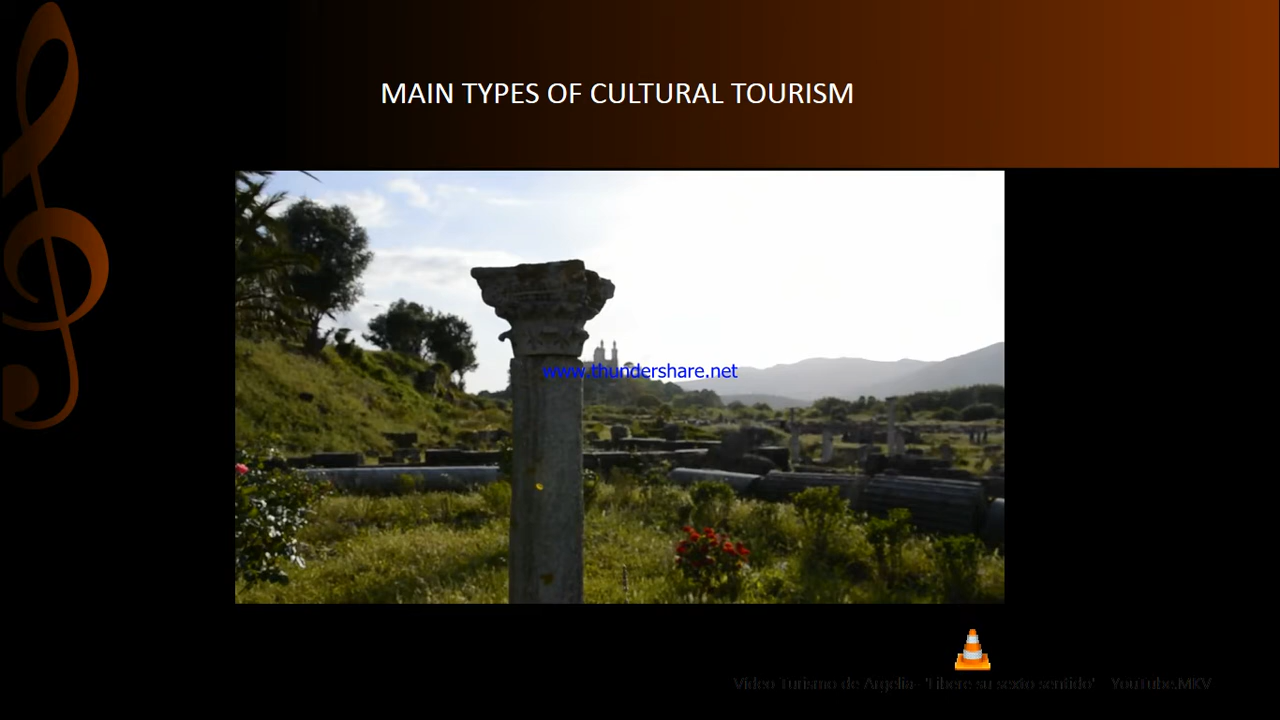 MAIN TYPES OF CULTURAL TOURISM
www.thundershare.net
Video Turismo de Argelia- 'Libere su sexto sentido' - YouTube.MKV